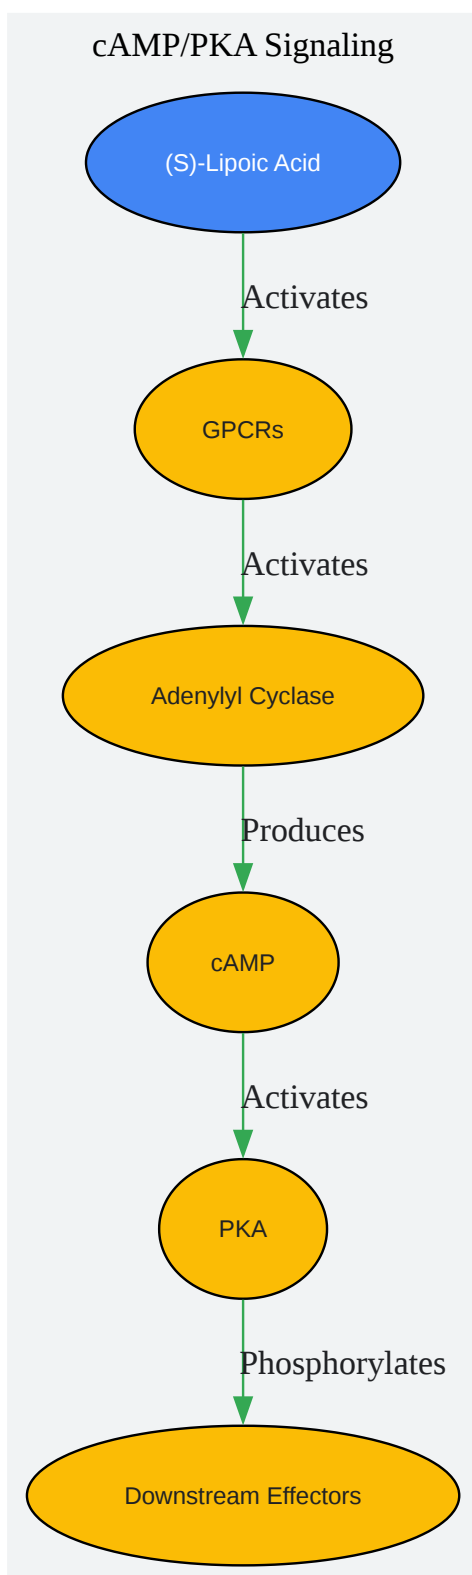 cAMP/PKA Signaling
(S)-Lipoic Acid
Activates
GPCRs
Activates
Adenylyl Cyclase
Produces
cAMP
Activates
PKA
Phosphorylates
Downstream Effectors